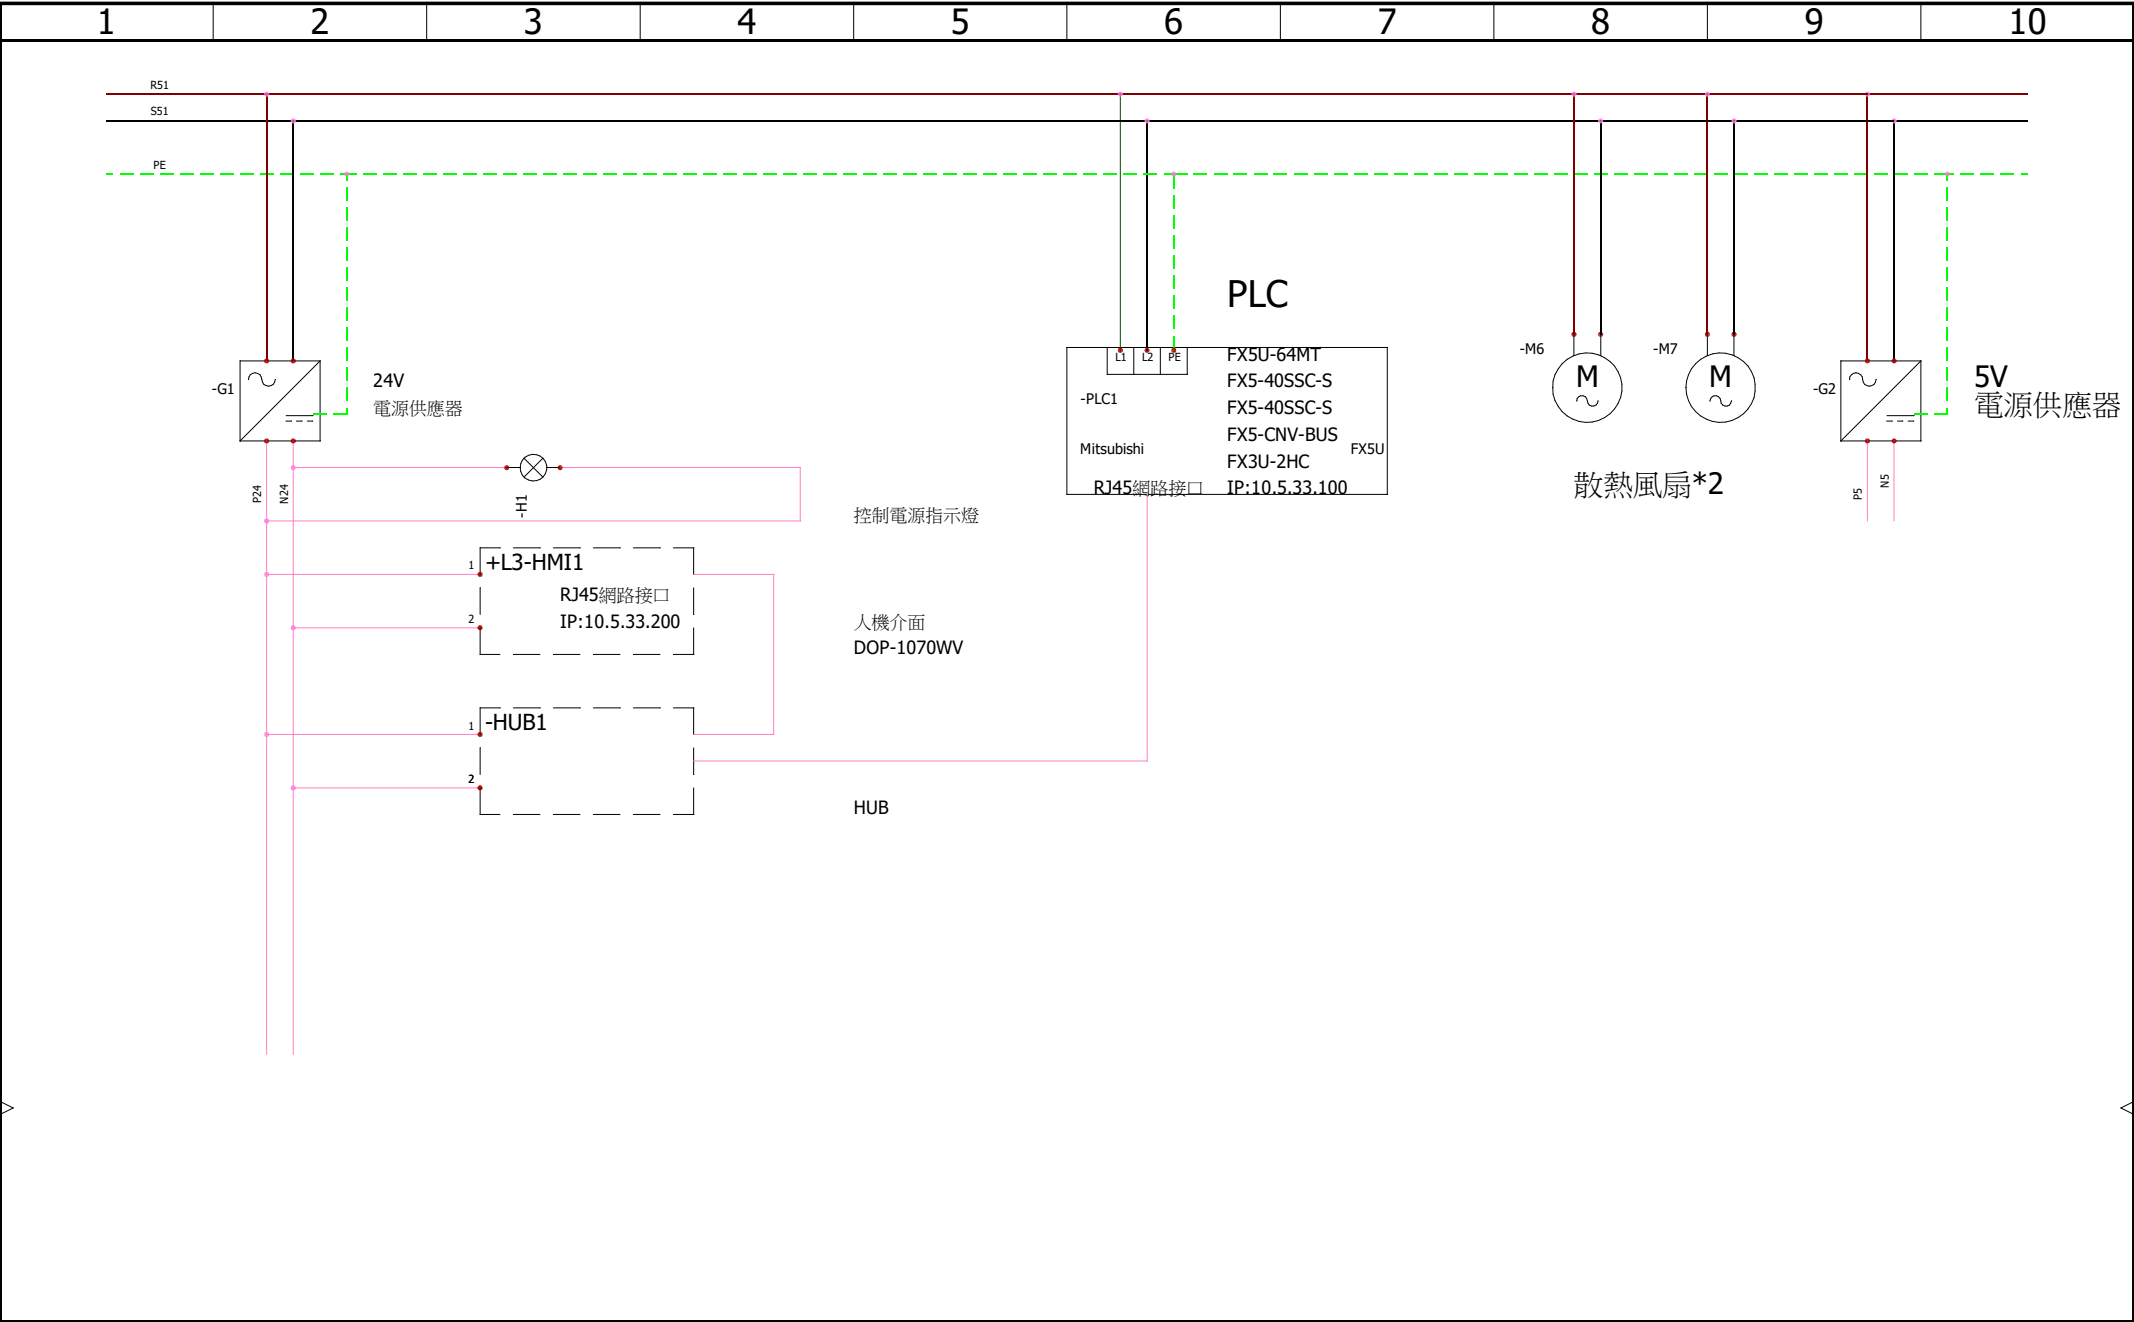 1 2 3 4 5 6 7 8 9 10
R51
S51
PE
PLC
-G1
24V
電源供應器
P24
N24
-H1
控制電源指示燈
1
+L3-HMI1
RJ45網路接口
2
IP:10.5.33.200
人機介面
DOP-1070WV
1
-HUB1
2
HUB
L1 L2 PE
-PLC1
Mitsubishi
RJ45網路接口
FX5U-64MT
FX5-40SSC-S
FX5-40SSC-S
FX5-CNV-BUS
FX3U-2HC
IP:10.5.33.100
FX5U
-M6
M
-M7
M
散熱風扇*2
-G2
5V
電源供應器
P5
N5